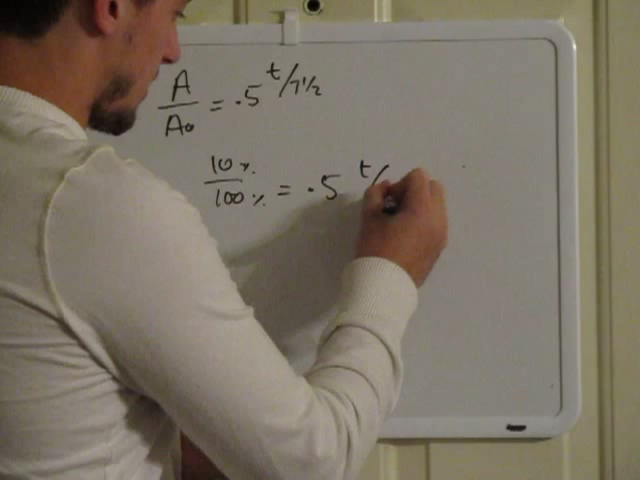 A/A₀ = .5^t/T½
10%/100% = .5^t/